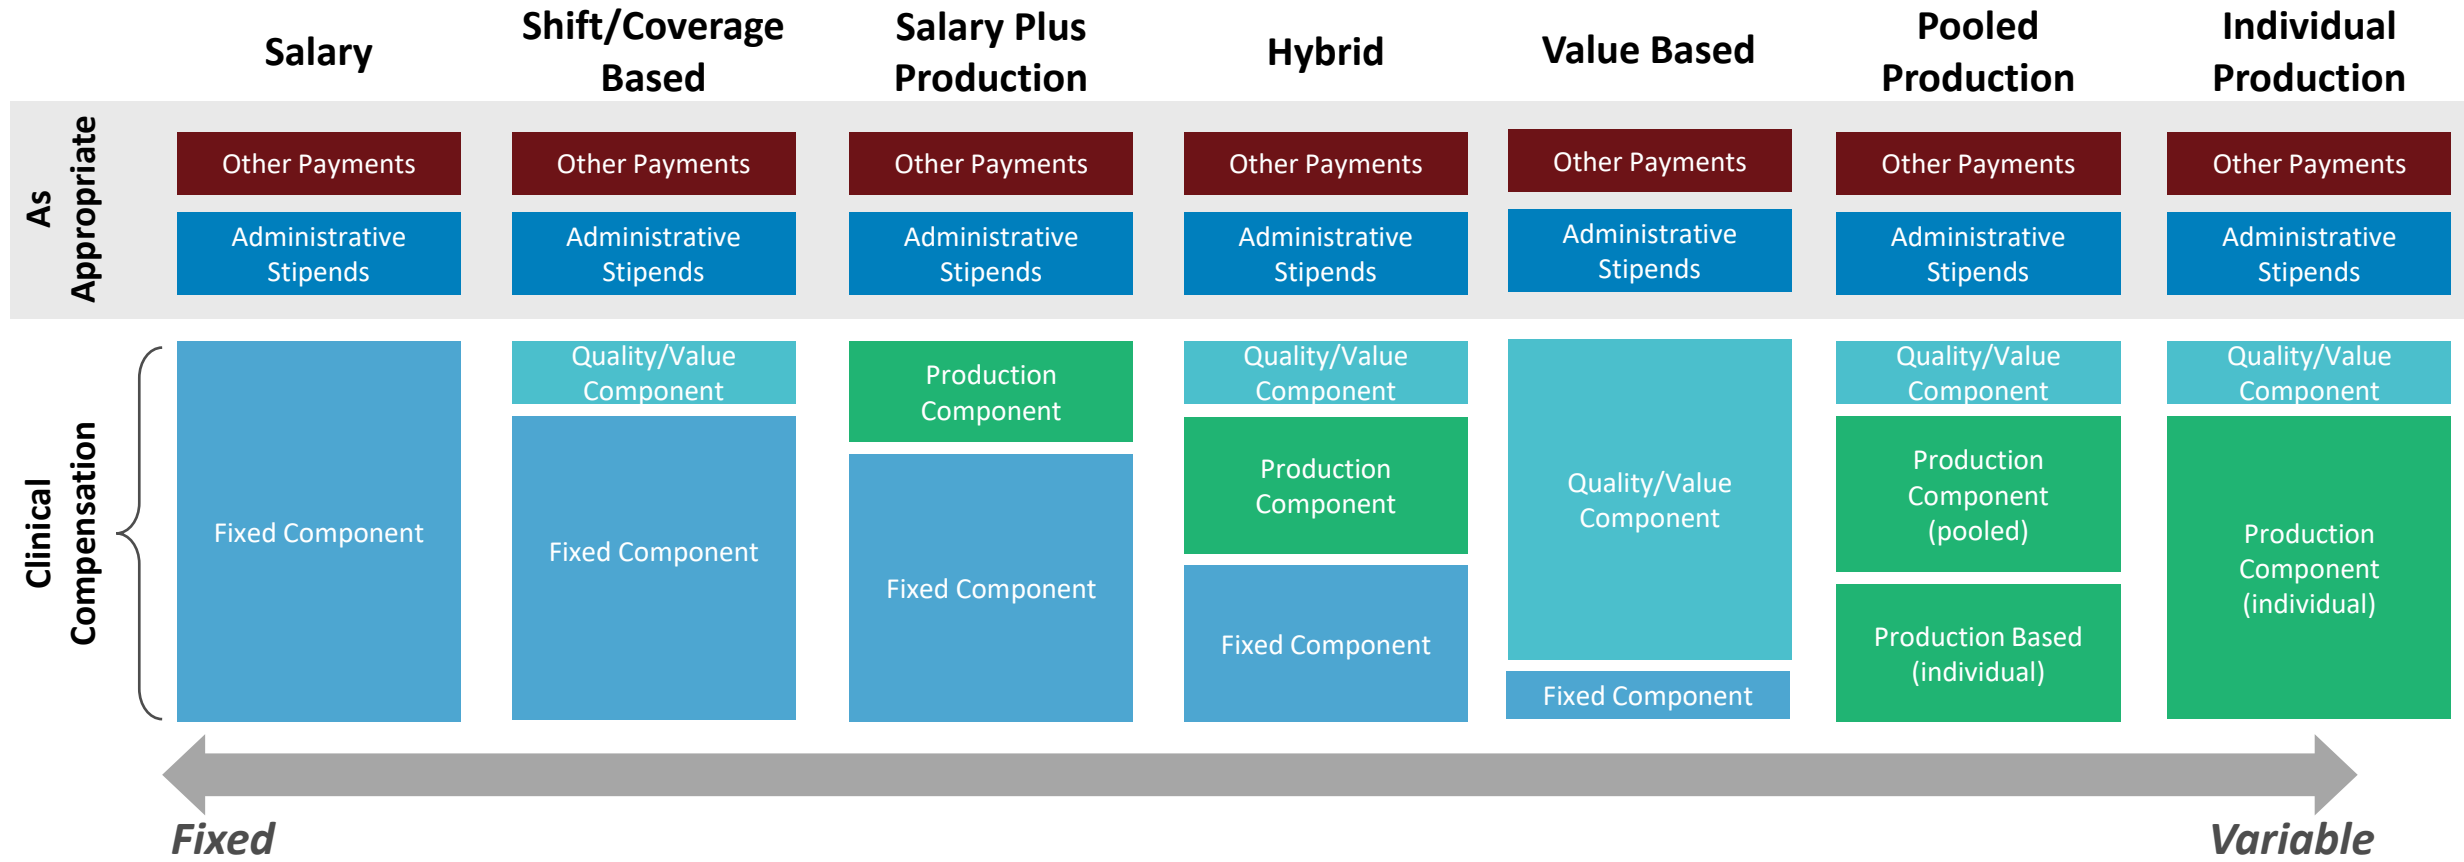 Salary
Shift/Coverage
Based
Salary Plus
Production
Hybrid
Value Based
Pooled
Production
Individual
Production
As
Appropriate
Other Payments
Other Payments
Other Payments
Other Payments
Other Payments
Other Payments
Other Payments
Administrative
Stipends
Administrative
Stipends
Administrative
Stipends
Administrative
Stipends
Administrative
Stipends
Administrative
Stipends
Administrative
Stipends
Clinical
Compensation
Fixed Component
Quality/Value
Component
Fixed Component
Production
Component
Fixed Component
Quality/Value
Component
Production
Component
Fixed Component
Quality/Value
Component
Fixed Component
Quality/Value
Component
Production
Component
(pooled)
Production Based
(individual)
Quality/Value
Component
Production
Component
(individual)
Fixed
Variable